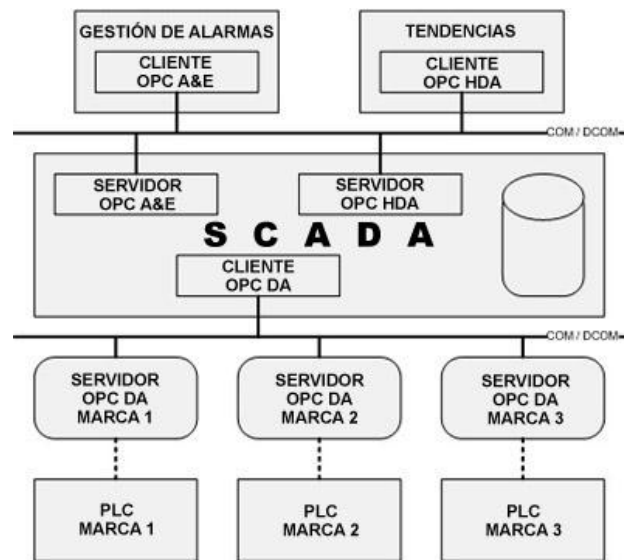 GESTIÓN DE ALARMAS
CLIENTE
OPC A&E
TENDENCIAS
CLIENTE
OPC HDA
COM / DCOM
SERVIDOR
OPC A&E
SERVIDOR
OPC HDA
S C A D A
CLIENTE
OPC DA
COM / DCOM
SERVIDOR
OPC DA
MARCA 1
SERVIDOR
OPC DA
MARCA 2
SERVIDOR
OPC DA
MARCA 3
PLC
MARCA 1
PLC
MARCA 2
PLC
MARCA 3